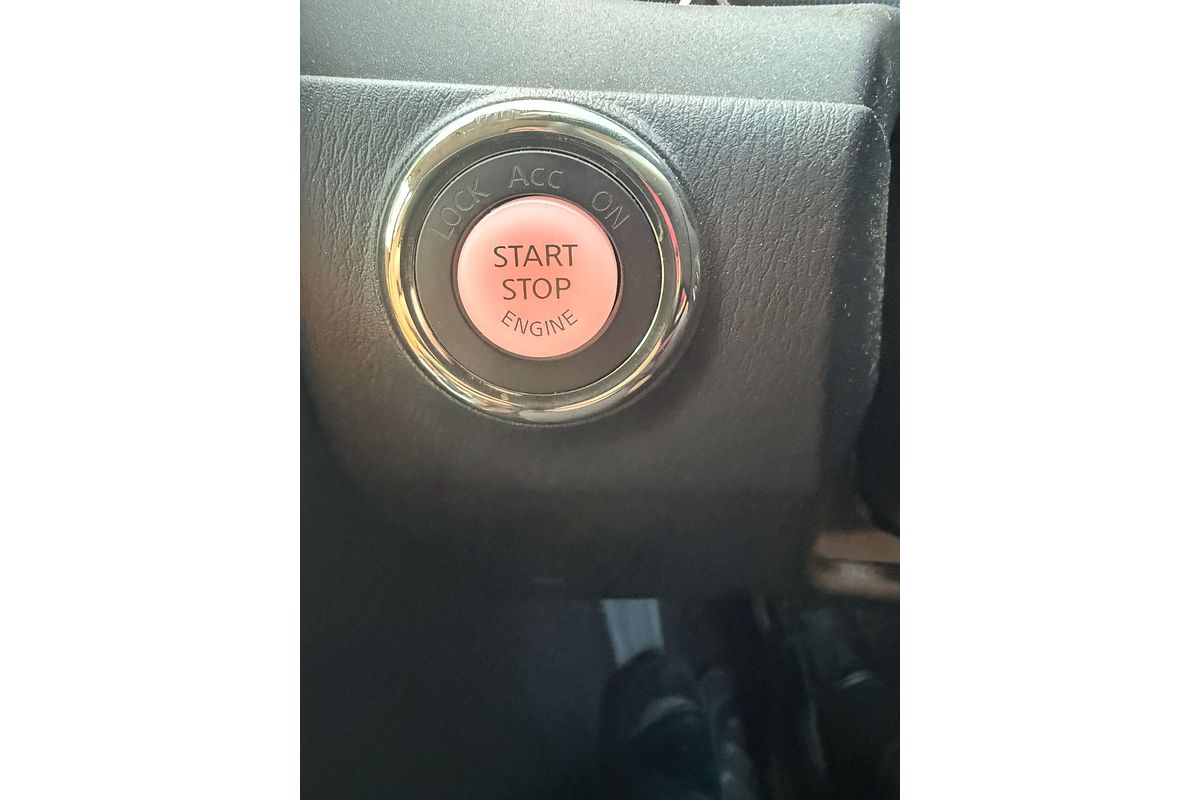 LOCK ACC ON
START
STOP
ENGINE